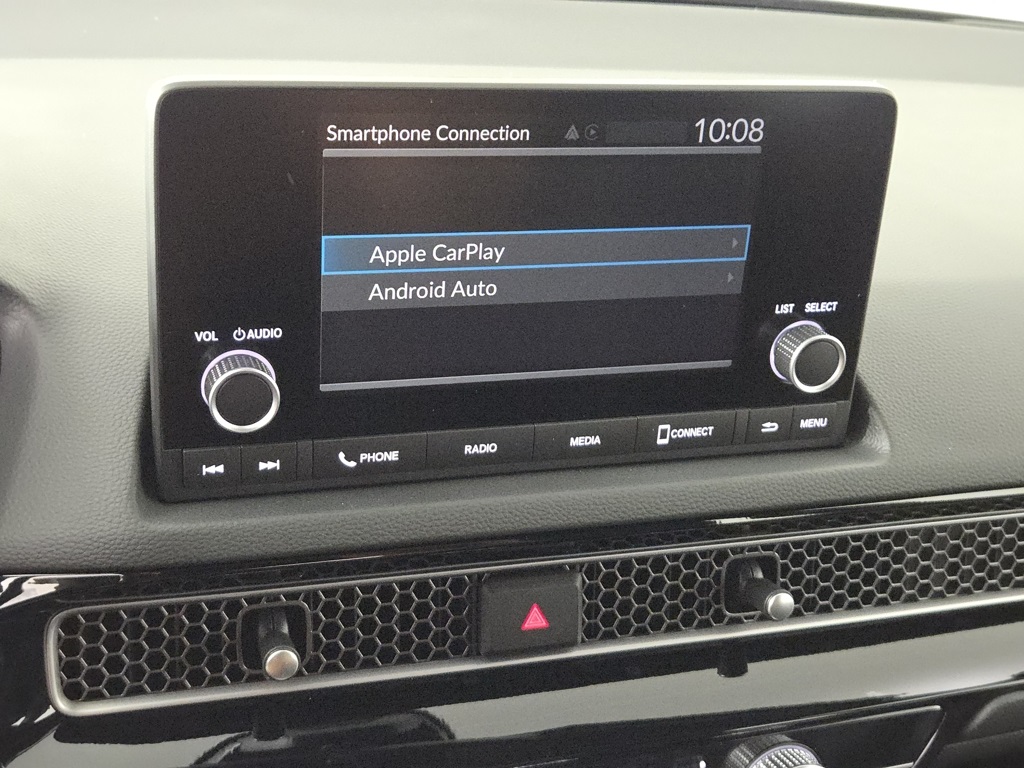 Smartphone Connection 10:08
Apple CarPlay
Android Auto
VOL AUDIO
LIST SELECT
PHONE RADIO MEDIA CONNECT MENU